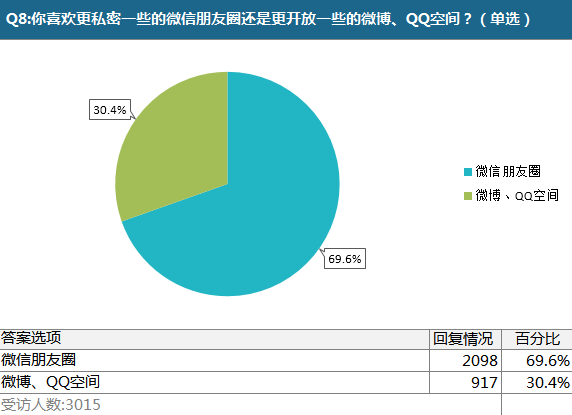 Q8:你喜欢更私密一些的微信朋友圈还是更开放一些的微博、QQ空间？（单选）
30.4%
微信朋友圈
微博、QQ空间
69.6%
答案选项 回复情况 百分比
微信朋友圈 2098 69.6%
微博、QQ空间 917 30.4%
受访人数:3015